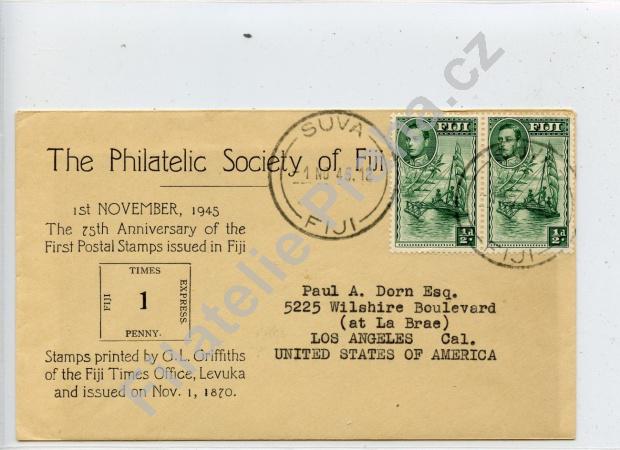 The Philatelic Society of Fiji
1st NOVEMBER, 1945
The 75th Anniversary of the
First Postal Stamps issued in Fiji
TIMES
FIJI
1
EXPRESS.
PENNY.
Stamps printed by G.L. Griffiths
of the Fiji Times Office, Levuka
and issued on Nov. 1, 1870.
SUVA
FIJI
FIJI
½d
FIJI
½d
FIJI
Paul A. Dorn Esq.
5225 Wilshire Boulevard
(at La Brae)
LOS ANGELES Cal.
UNITED STATES OF AMERICA
Filatelie Praha.cz